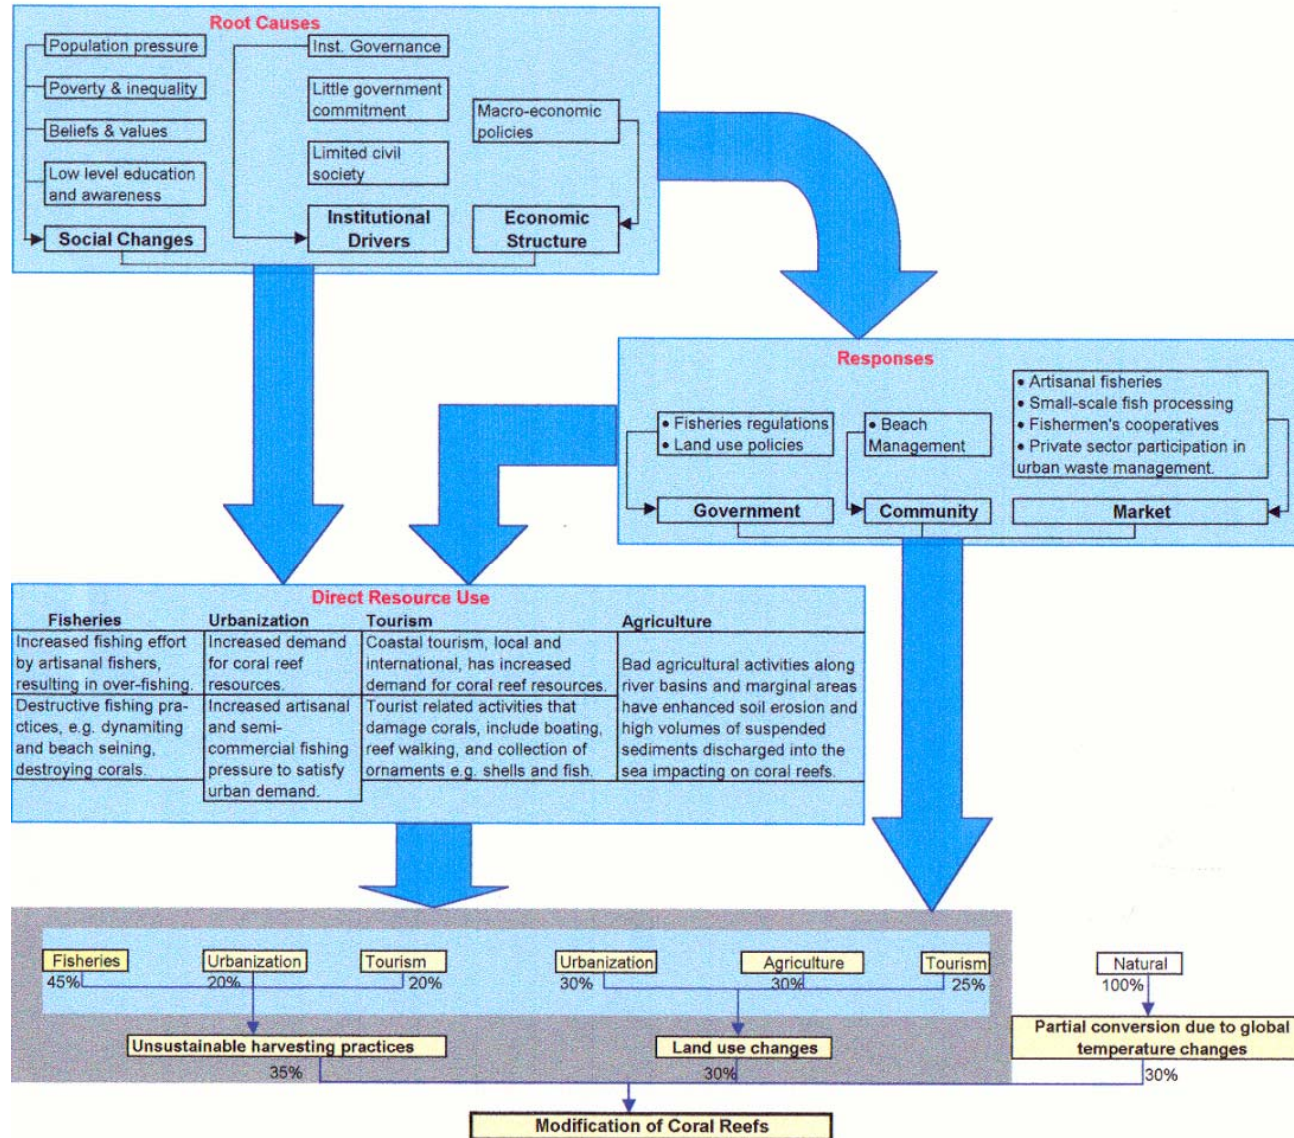 Root Causes
Population pressure
Poverty & inequality
Beliefs & values
Low level education
and awareness
Social Changes
Inst. Governance
Little government
commitment
Limited civil
society
Institutional
Drivers
Macro-economic
policies
Economic
Structure
Responses
• Fisheries regulations
• Land use policies
Government
• Beach
Management
Community
• Artisanal fisheries
• Small-scale fish processing
• Fishermen's cooperatives
• Private sector participation in
urban waste management.
Market
Direct Resource Use
Fisheries
Increased fishing effort
by artisanal fishers,
resulting in over-fishing.
Destructive fishing pra-
ctices, e.g. dynamiting
and beach seining,
destroying corals.
Urbanization
Increased demand
for coral reef
resources.
Increased artisanal
and semi-
commercial fishing
pressure to satisfy
urban demand.
Tourism
Coastal tourism, local and
international, has increased
demand for coral reef resources.
Tourist related activities that
damage corals, include boating,
reef walking, and collection of
ornaments e.g. shells and fish.
Agriculture
Bad agricultural activities along
river basins and marginal areas
have enhanced soil erosion and
high volumes of suspended
sediments discharged into the
sea impacting on coral reefs.
Fisheries
45%
Urbanization
20%
Tourism
20%
Urbanization
30%
Agriculture
30%
Tourism
25%
Natural
100%
Unsustainable harvesting practices
35%
Land use changes
30%
Partial conversion due to global
temperature changes
30%
Modification of Coral Reefs